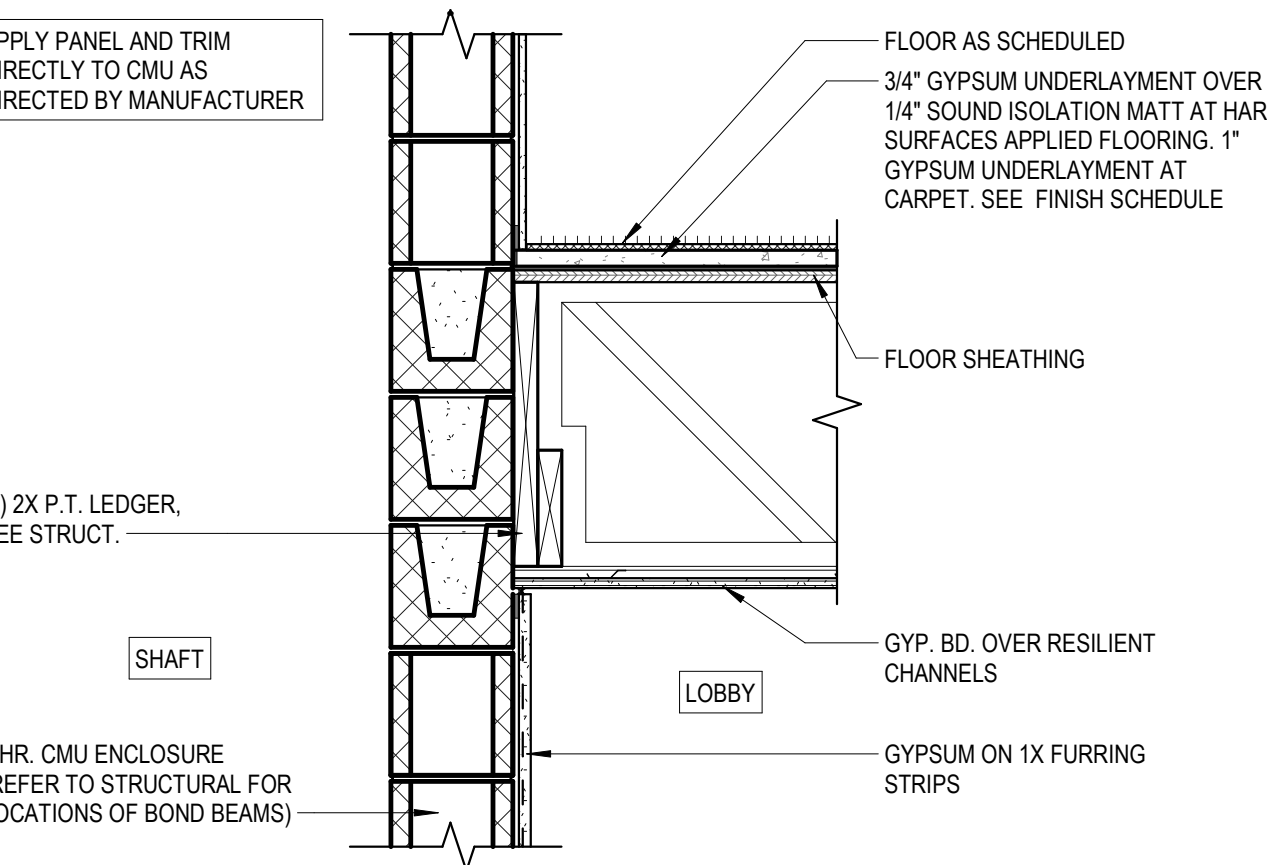 PPLY PANEL AND TRIM
IRECTLY TO CMU AS
IRECTED BY MANUFACTURER
FLOOR AS SCHEDULED
3/4" GYPSUM UNDERLAYMENT OVER
1/4" SOUND ISOLATION MATT AT HAR
SURFACES APPLIED FLOORING. 1"
GYPSUM UNDERLAYMENT AT
CARPET. SEE FINISH SCHEDULE
FLOOR SHEATHING
) 2X P.T. LEDGER,
EE STRUCT.
SHAFT
GYP. BD. OVER RESILIENT
CHANNELS
LOBBY
HR. CMU ENCLOSURE
REFER TO STRUCTURAL FOR
OCATIONS OF BOND BEAMS)
GYPSUM ON 1X FURRING
STRIPS